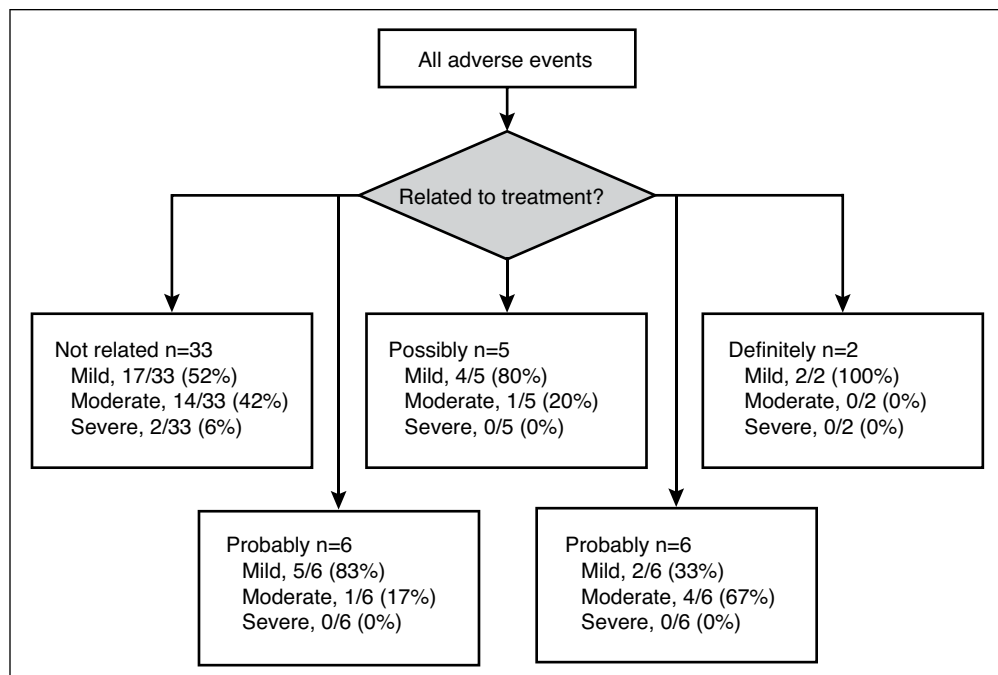 All adverse events
Related to treatment?
Not related n=33
Mild, 17/33 (52%)
Moderate, 14/33 (42%)
Severe, 2/33 (6%)
Possibly n=5
Mild, 4/5 (80%)
Moderate, 1/5 (20%)
Severe, 0/5 (0%)
Definitely n=2
Mild, 2/2 (100%)
Moderate, 0/2 (0%)
Severe, 0/2 (0%)
Probably n=6
Mild, 5/6 (83%)
Moderate, 1/6 (17%)
Severe, 0/6 (0%)
Probably n=6
Mild, 2/6 (33%)
Moderate, 4/6 (67%)
Severe, 0/6 (0%)